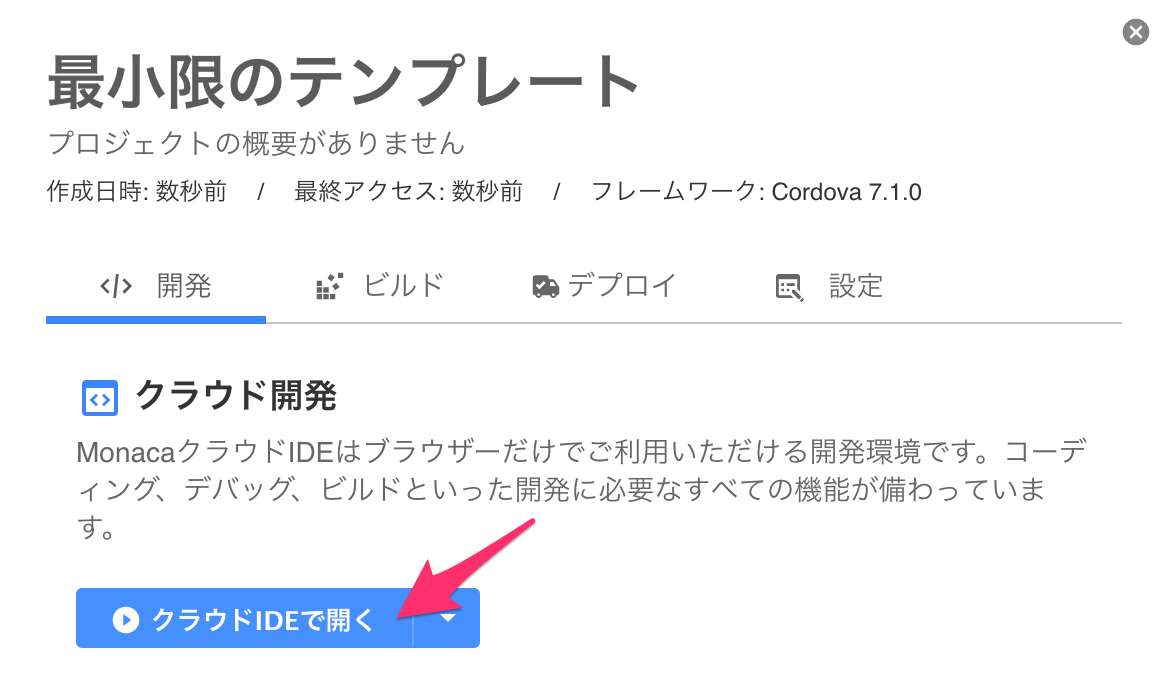 最小限のテンプレート
プロジェクトの概要がありません
作成日時: 数秒前 / 最終アクセス: 数秒前 / フレームワーク: Cordova 7.1.0
開発 ビルド デプロイ 設定
クラウド開発
MonacaクラウドIDEはブラウザーだけでご利用いただける開発環境です。コーデ
ィング、デバッグ、ビルドといった開発に必要なすべての機能が備わっていま
す。
クラウドIDEで開く